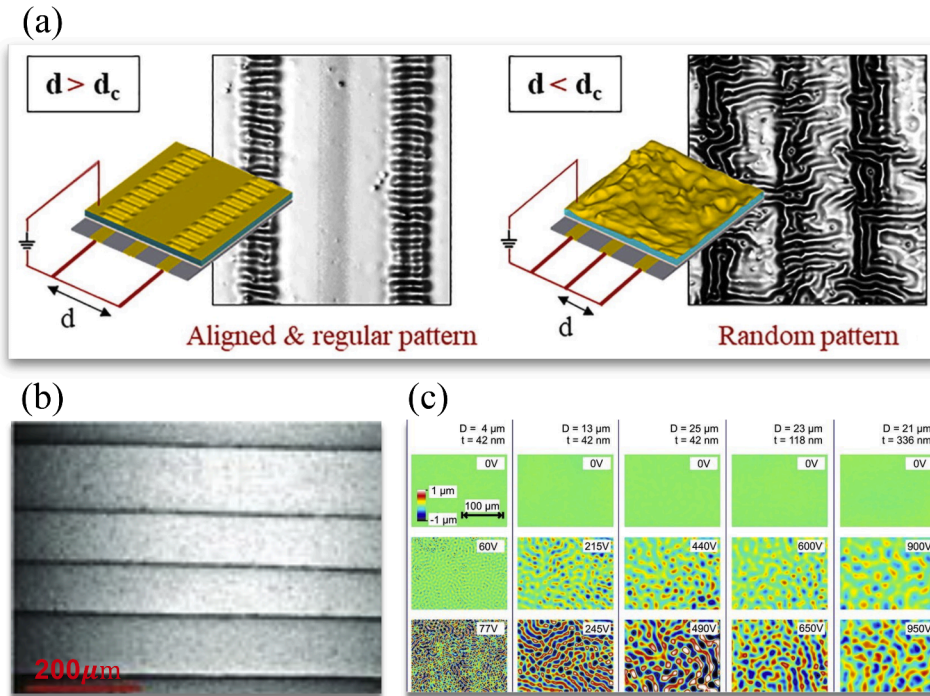 (a)
d > dc
d < dc
d
d
Aligned & regular pattern
Random pattern
(b)
(c)
200μm
D = 4 μm
t = 42 nm
D = 13 μm
t = 42 nm
D = 25 μm
t = 42 nm
D = 23 μm
t = 118 nm
D = 21 μm
t = 336 nm
0V
0V
0V
0V
0V
1 μm
-1 μm
100 μm
60V
215V
440V
600V
900V
77V
245V
490V
650V
950V